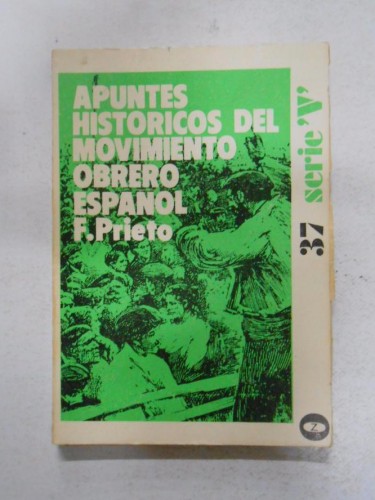 APUNTES
HISTORICOS DEL
MOVIMIENTO
OBRERO
ESPAÑOL
F.Prieto
37 serie 'V'
Z